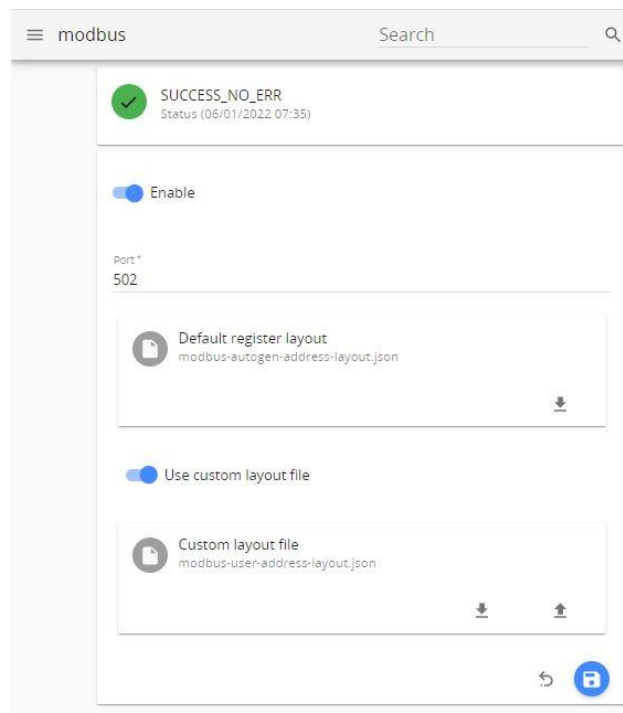 modbus
Search
SUCCESS_NO_ERR
Status (06/01/2022 07:35)
Enable
Port *
502
Default register layout
modbus-autogen-address-layout.json
Use custom layout file
Custom layout file
modbus-user-address-layout.json